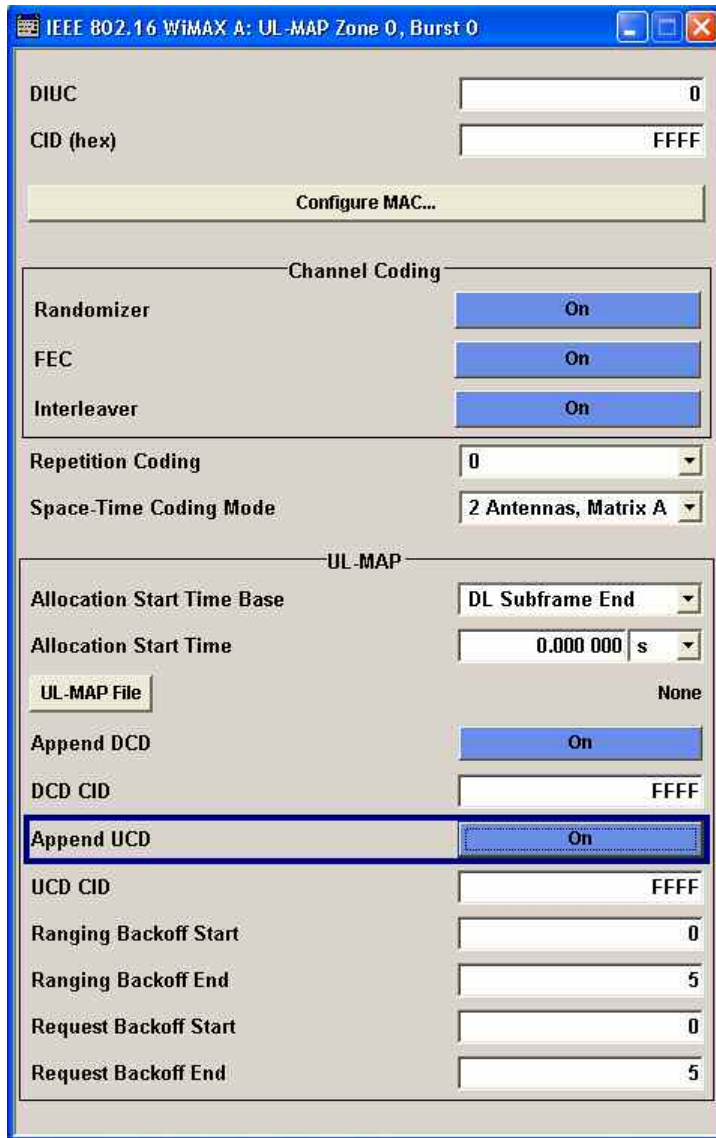 IEEE 802.16 WiMAX A: UL-MAP Zone 0, Burst 0
DIUC 0
CID (hex) FFFF
Configure MAC...
Channel Coding
Randomizer On
FEC On
Interleaver On
Repetition Coding 0
Space-Time Coding Mode 2 Antennas, Matrix A
UL-MAP
Allocation Start Time Base DL Subframe End
Allocation Start Time 0.000 000 s
UL-MAP File None
Append DCD On
DCD CID FFFF
Append UCD On
UCD CID FFFF
Ranging Backoff Start 0
Ranging Backoff End 5
Request Backoff Start 0
Request Backoff End 5